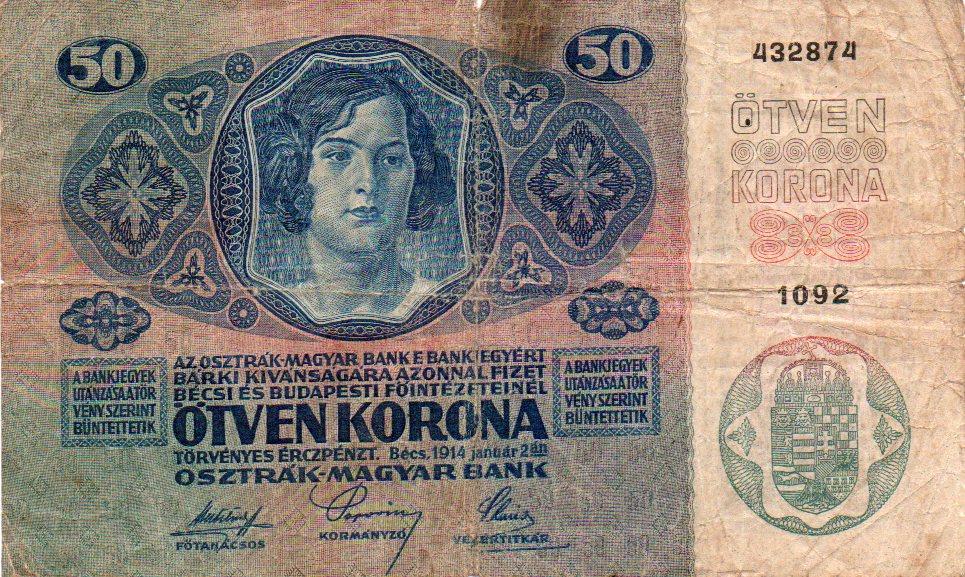 50
50
432874
ÖTVEN
KORONA
1092
AZ OSZTRÁK-MAGYAR BANK E BANKJEGYÉRT
BÁRKI KIVÁNSÁGÁRA AZONNAL FIZET
BÉCSI ÉS BUDAPESTI FŐINTÉZETEINÉL
ÖTVEN KORONA
TÖRVÉNYES ÉRCZPÉNZT. Bécs, 1914 január 2án
OSZTRÁK-MAGYAR BANK
A BANKJEGYEK
UTÁNZÁSA A TÖR
VÉNY SZERINT
BÜNTETTETIK
A BANKJEGYEK
UTÁNZÁSA A TÖR
VÉNY SZERINT
BÜNTETTETIK
FŐTANÁCSOS
KORMÁNYZÓ
VEZÉRTITKÁR